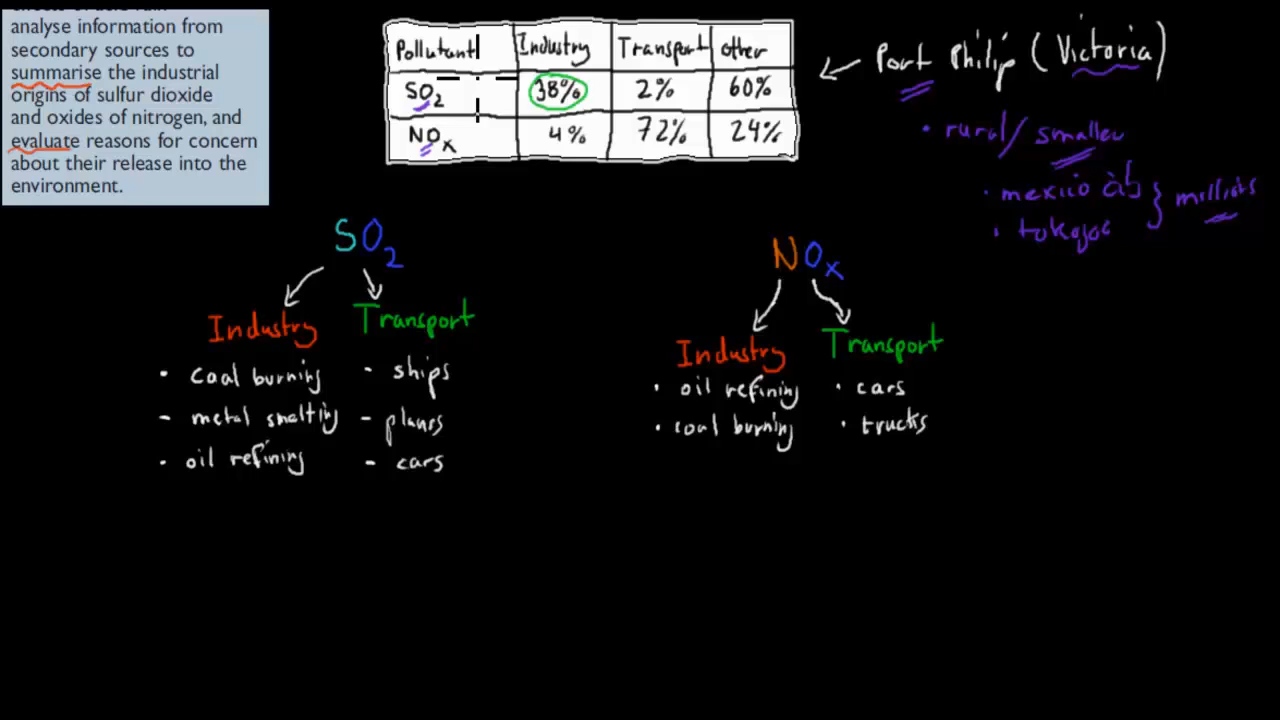 analyse information from
secondary sources to
summarise the industrial
origins of sulfur dioxide
and oxides of nitrogen, and
evaluate reasons for concern
about their release into the
environment.
Pollutant Industry Transport other
SO2 38% 2% 60%
NOx 4% 72% 24%
Port Philip (Victoria)
• rural/ smaller
• mexico
millions
SO2
Industry Transport
• coal burning - ships
- metal smelting - planes
• oil refining - cars
NOx
Industry Transport
• oil refining • cars
• coal burning • trucks